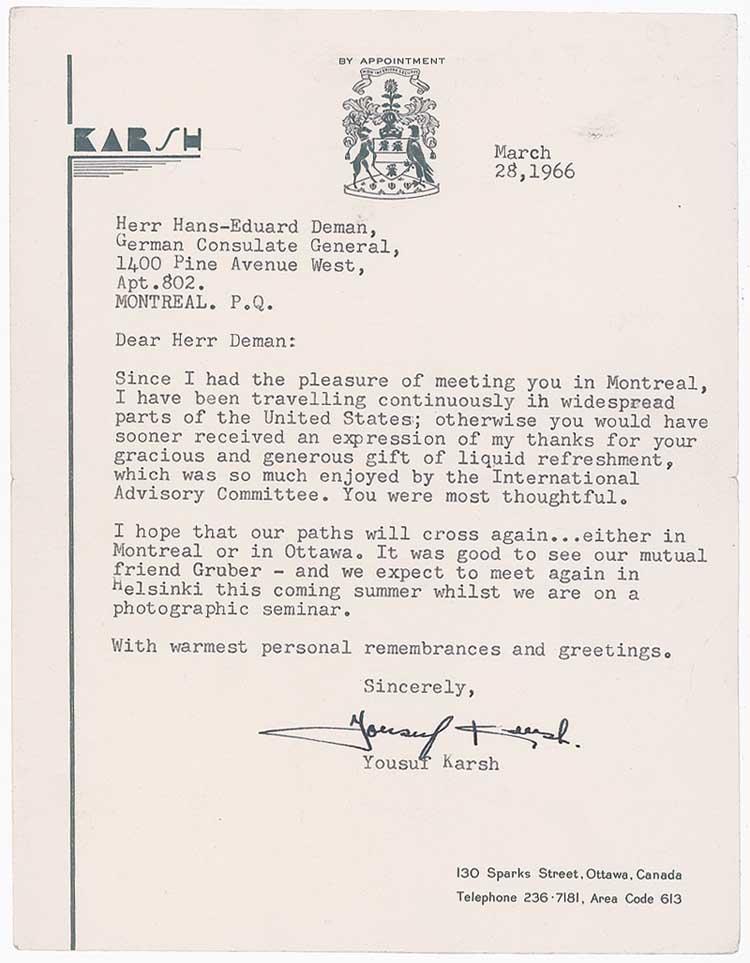 BY APPOINTMENT
KARSH
March
28,1966
Herr Hans-Eduard Deman,
German Consulate General,
1400 Pine Avenue West,
Apt.802.
MONTREAL. P.Q.
Dear Herr Deman:
Since I had the pleasure of meeting you in Montreal,
I have been travelling continuously ih widespread
parts of the United States; otherwise you would have
sooner received an expression of my thanks for your
gracious and generous gift of liquid refreshment,
which was so much enjoyed by the International
Advisory Committee. You were most thoughtful.
I hope that our paths will cross again...either in
Montreal or in Ottawa. It was good to see our mutual
friend Gruber - and we expect to meet again in
Helsinki this coming summer whilst we are on a
photographic seminar.
With warmest personal remembrances and greetings.
Sincerely,
Yousuf Karsh.
Yousuf Karsh
130 Sparks Street, Ottawa, Canada
Telephone 236·7181, Area Code 613